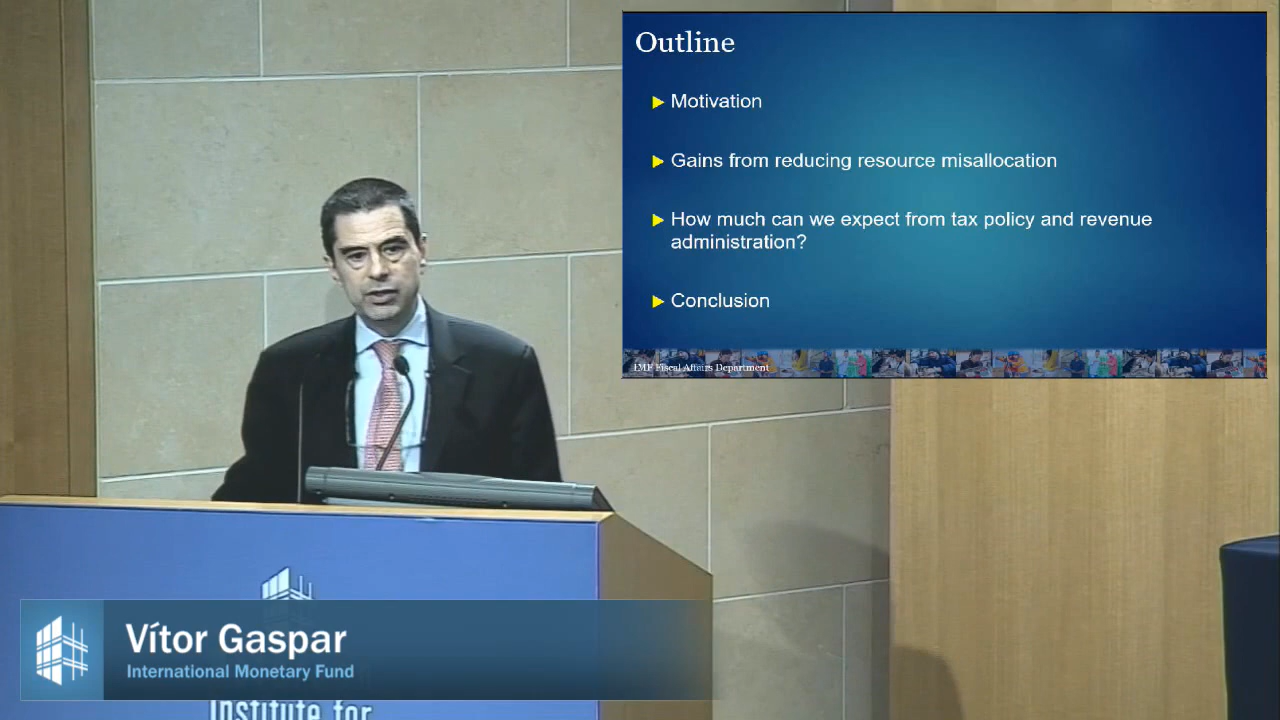 Outline
Motivation
Gains from reducing resource misallocation
How much can we expect from tax policy and revenue
administration?
Conclusion
IMF Fiscal Affairs Department
Vítor Gaspar
International Monetary Fund
Institute for